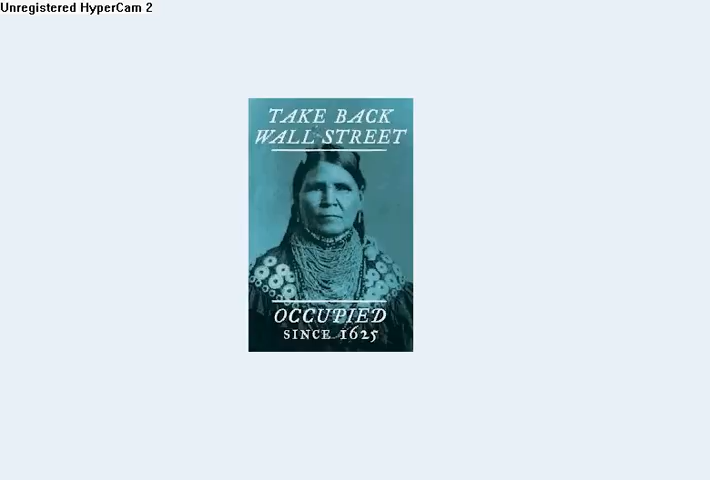 Unregistered HyperCam 2
TAKE BACK
WALL STREET
OCCUPIED
SINCE 1625